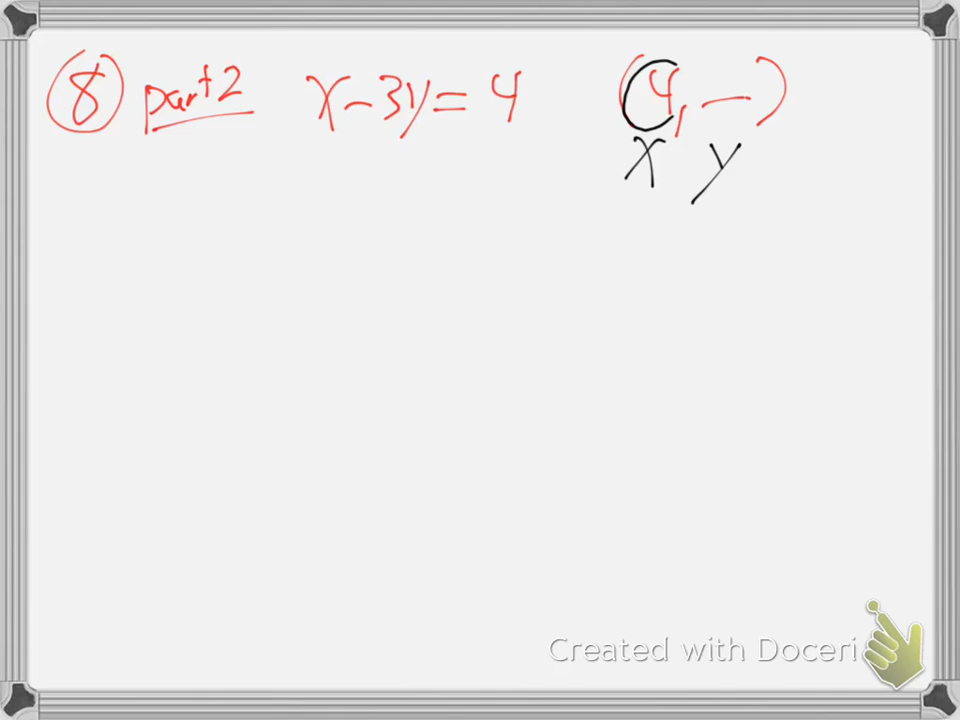 ⑧ part 2 x - 3y = 4 (4, _)
x y
Created with Doceri